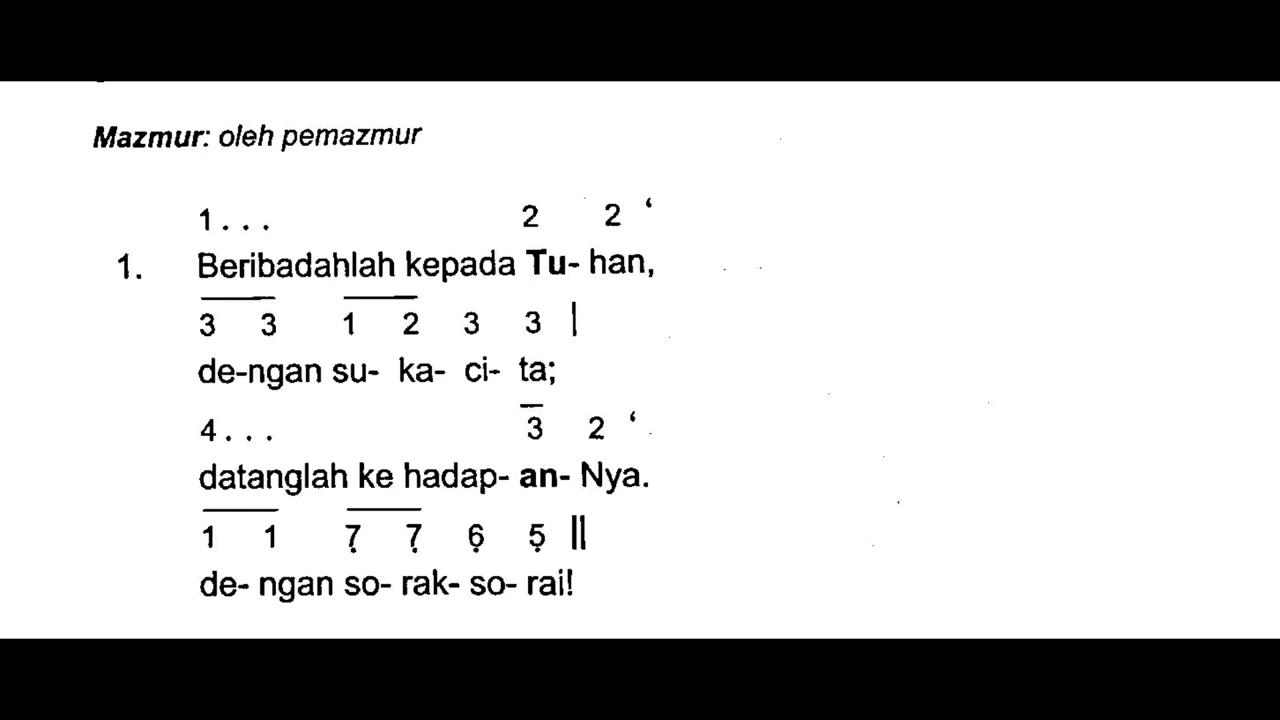 Mazmur: oleh pemazmur
1 . . . 2 2 ‘
1. Beribadahlah kepada Tu- han,
3 3 1 2 3 3 |
de-ngan su- ka- ci- ta;
4 . . . 3 2 ‘
datanglah ke hadap- an- Nya.
1 1 7̣ 7̣ 6̣ 5̣ ||
de- ngan so- rak- so- rai!